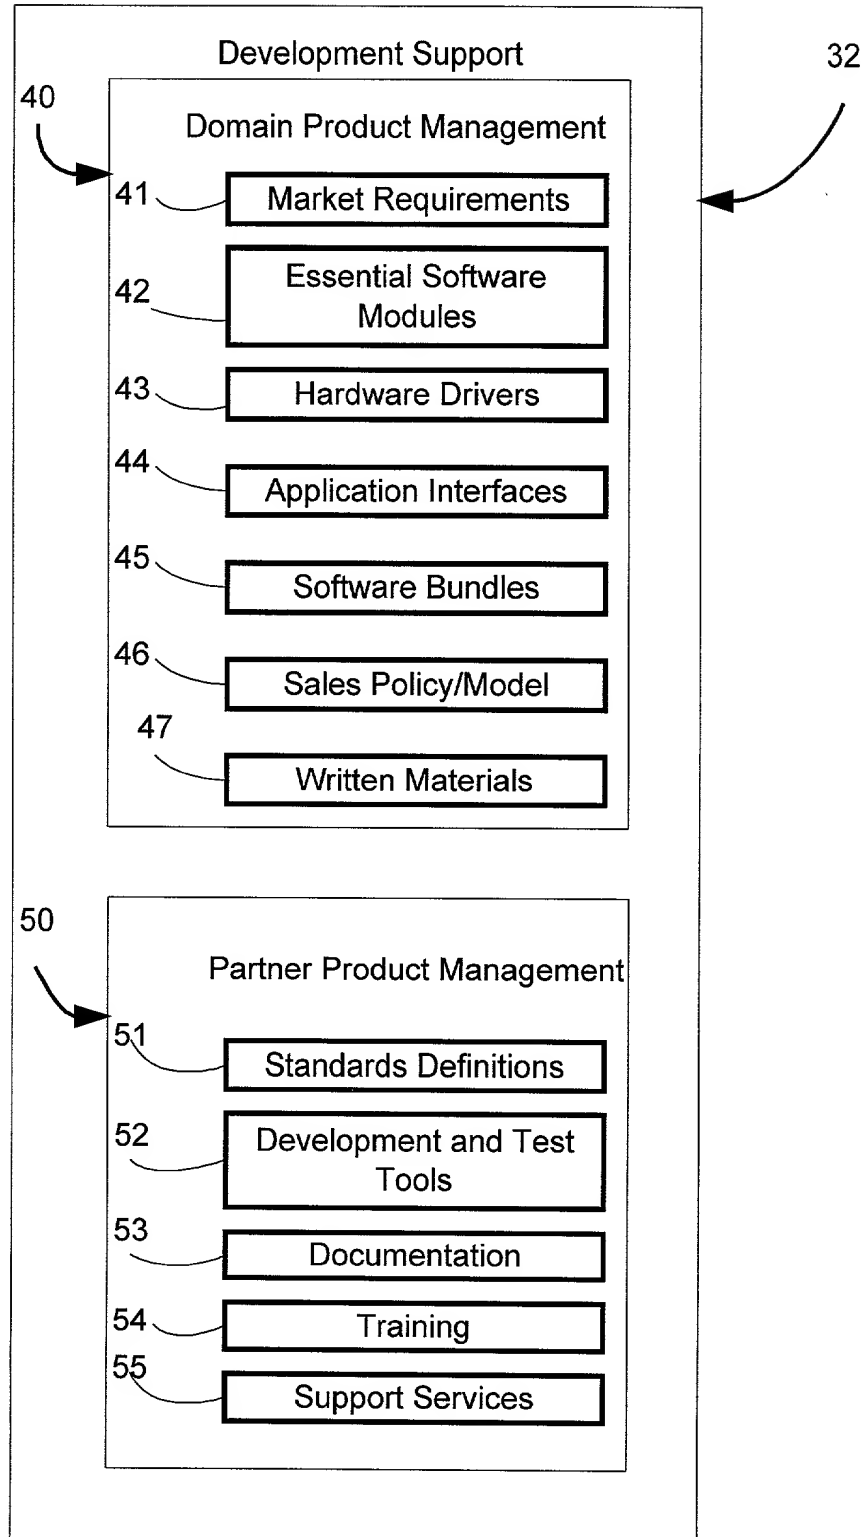 Development Support
32
40
Domain Product Management
41
Market Requirements
42
Essential Software
Modules
43
Hardware Drivers
44
Application Interfaces
45
Software Bundles
46
Sales Policy/Model
47
Written Materials
50
Partner Product Management
51
Standards Definitions
52
Development and Test
Tools
53
Documentation
54
Training
55
Support Services